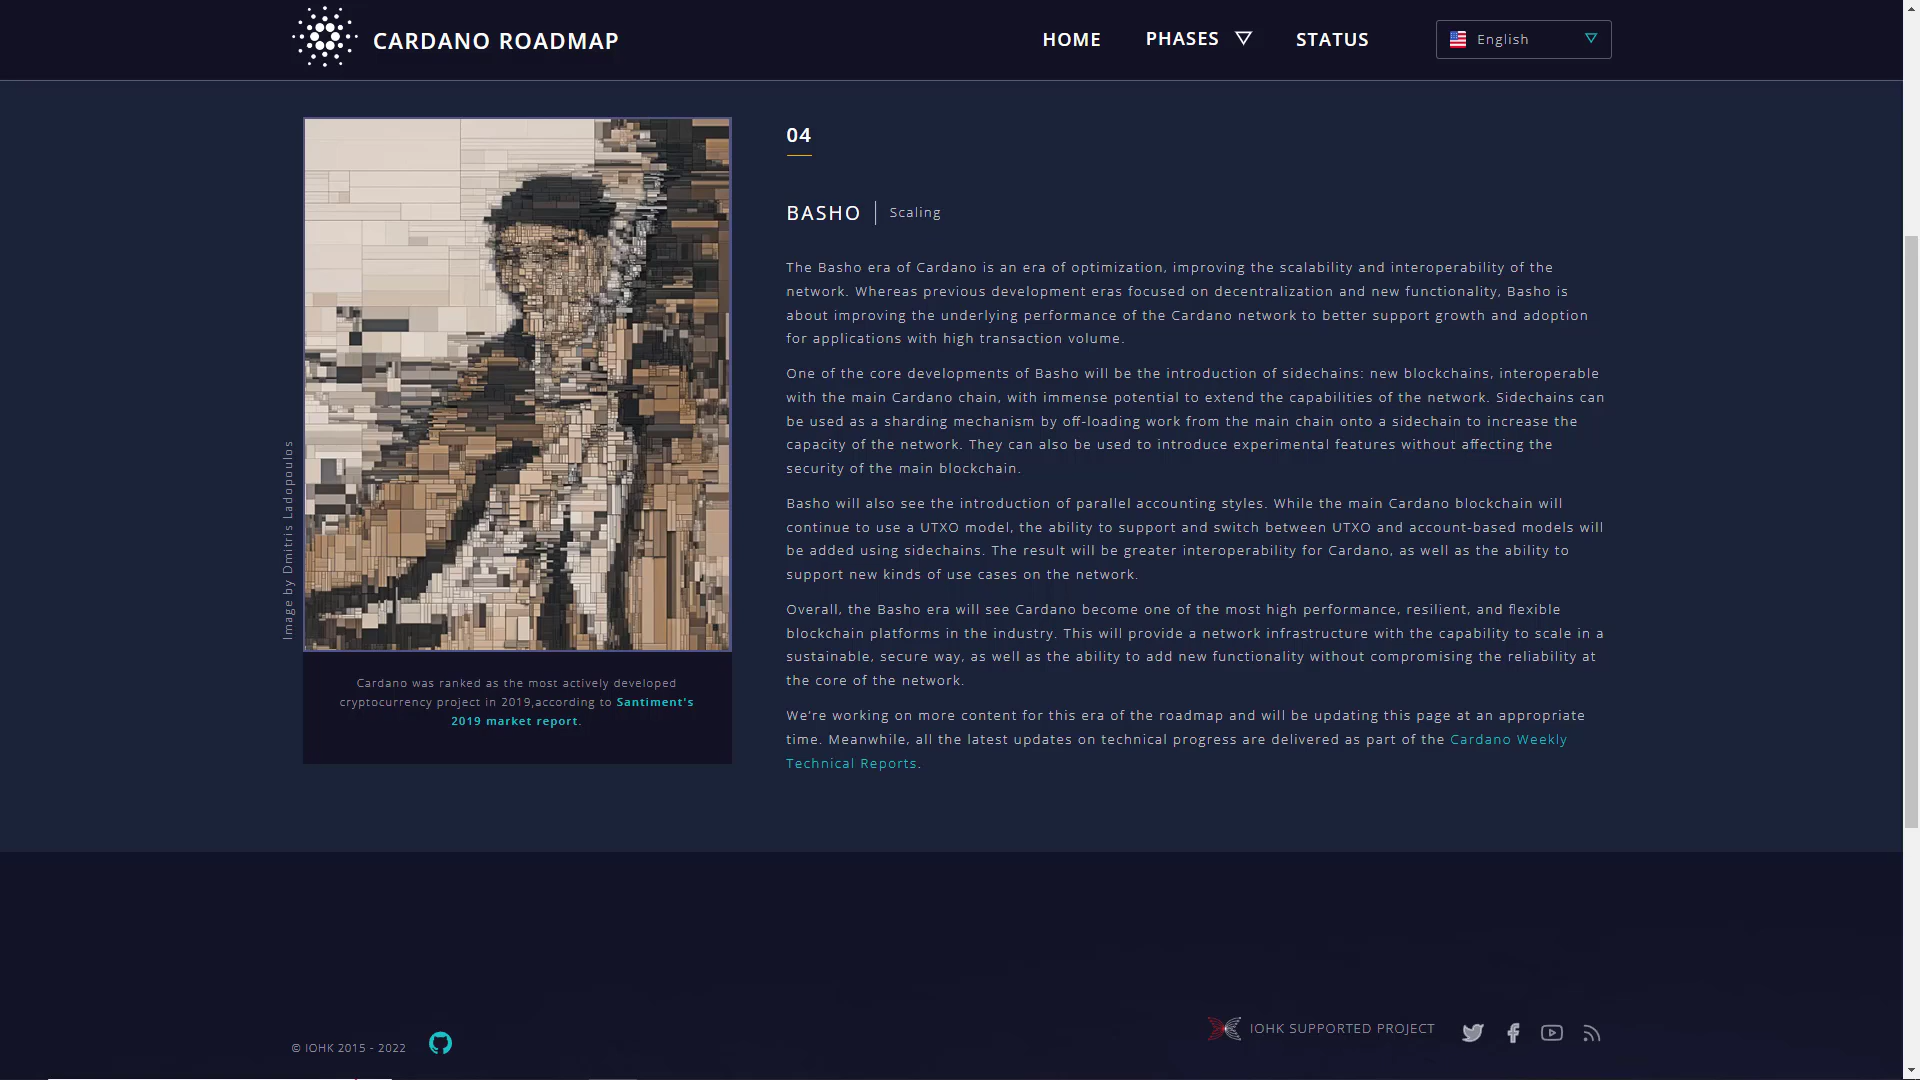 CARDANO ROADMAP
HOME
PHASES
STATUS
English
Image by Dmitris Ladopoulos
Cardano was ranked as the most actively developed
cryptocurrency project in 2019,according to Santiment's
2019 market report.
04
BASHO
Scaling
The Basho era of Cardano is an era of optimization, improving the scalability and interoperability of the
network. Whereas previous development eras focused on decentralization and new functionality, Basho is
about improving the underlying performance of the Cardano network to better support growth and adoption
for applications with high transaction volume.
One of the core developments of Basho will be the introduction of sidechains: new blockchains, interoperable
with the main Cardano chain, with immense potential to extend the capabilities of the network. Sidechains can
be used as a sharding mechanism by off-loading work from the main chain onto a sidechain to increase the
capacity of the network. They can also be used to introduce experimental features without affecting the
security of the main blockchain.
Basho will also see the introduction of parallel accounting styles. While the main Cardano blockchain will
continue to use a UTXO model, the ability to support and switch between UTXO and account-based models will
be added using sidechains. The result will be greater interoperability for Cardano, as well as the ability to
support new kinds of use cases on the network.
Overall, the Basho era will see Cardano become one of the most high performance, resilient, and flexible
blockchain platforms in the industry. This will provide a network infrastructure with the capability to scale in a
sustainable, secure way, as well as the ability to add new functionality without compromising the reliability at
the core of the network.
We’re working on more content for this era of the roadmap and will be updating this page at an appropriate
time. Meanwhile, all the latest updates on technical progress are delivered as part of the Cardano Weekly
Technical Reports.
© IOHK 2015 - 2022
IOHK SUPPORTED PROJECT